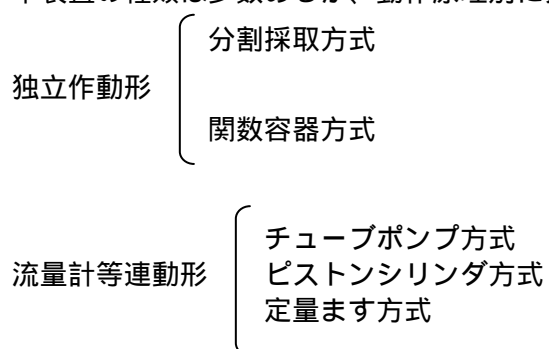 分割採取方式
独立作動形
関数容器方式
チューブポンプ方式
流量計等連動形
ピストンシリンダ方式
定量ます方式